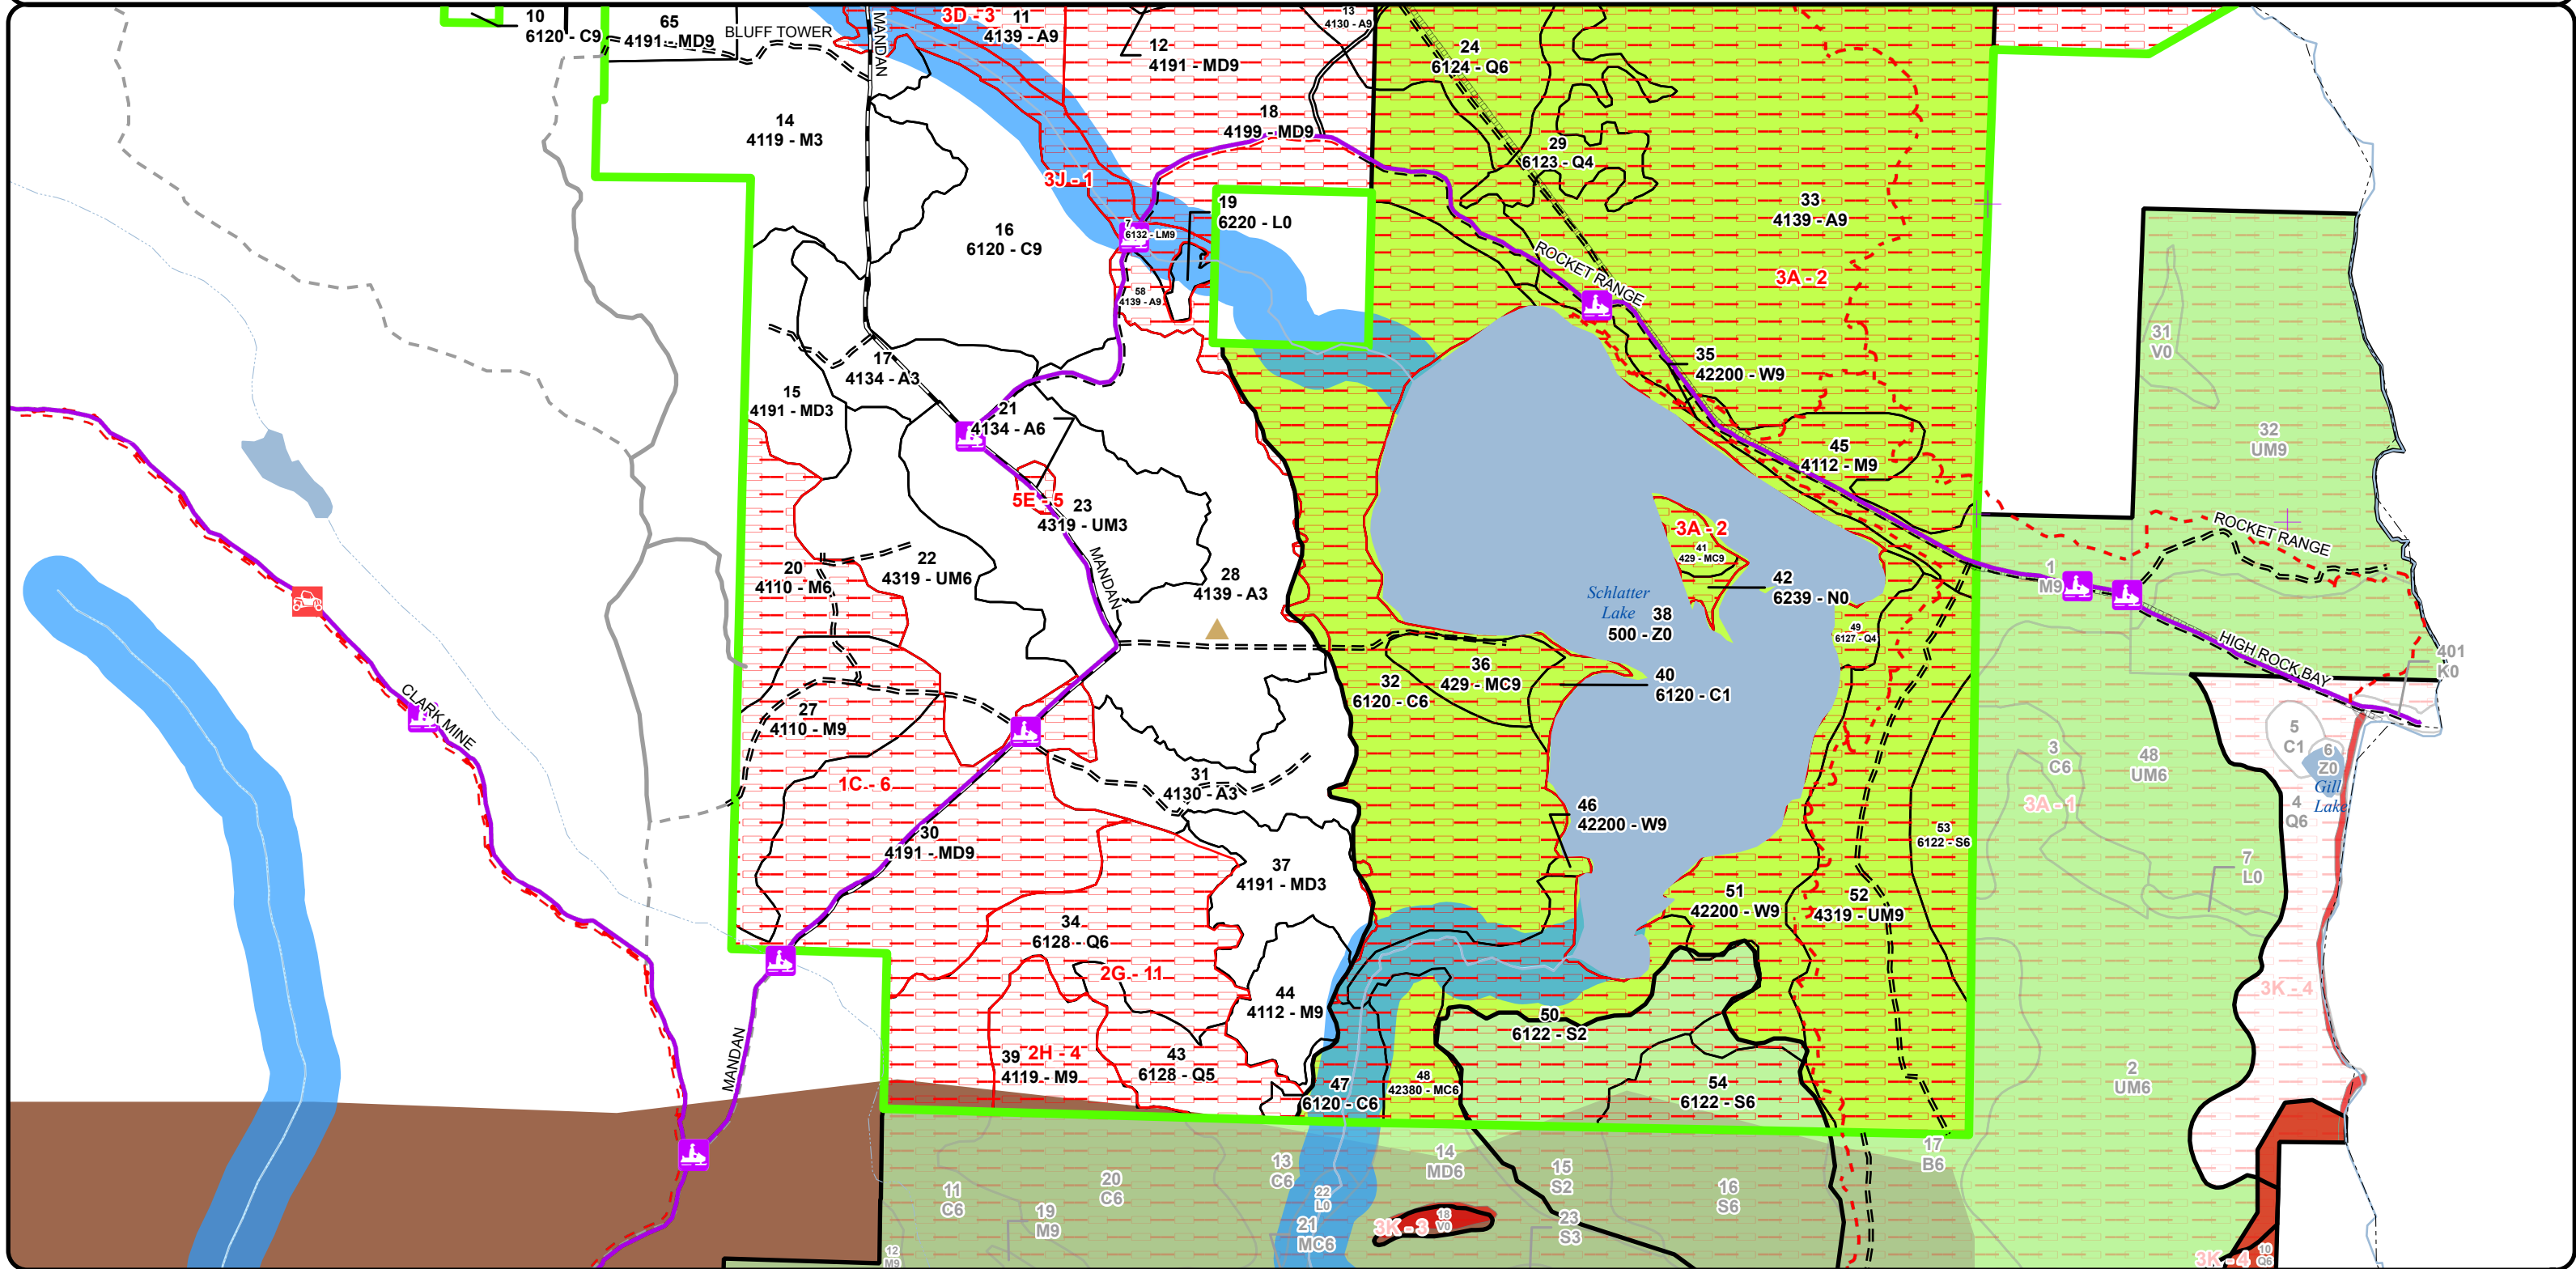 10
6120 - C9
65
4191 - MD9
BLUFF TOWER
MANDAN
3D - 3
11
4139 - A9
12
4191 - MD9
13
4130 - A9
24
6124 - Q6
14
4119 - M3
18
4199 - MD9
29
6123 - Q4
3J - 1
33
4139 - A9
19
6220 - L0
16
6120 - C9
7
6132 - LM9
58
4139 - A9
ROCKET RANGE
3A - 2
31
V0
17
4134 - A3
35
42200 - W9
15
4191 - MD3
21
4134 - A6
45
4112 - M9
32
UM9
5E - 5
23
4319 - UM3
3A - 2
41
429 - MC9
ROCKET RANGE
MANDAN
20
4110 - M6
22
4319 - UM6
28
4139 - A3
42
6239 - N0
1
M9
Schlatter
Lake
38
500 - Z0
49
6127 - Q4
HIGH ROCK BAY
401
K0
32
6120 - C6
36
429 - MC9
40
6120 - C1
CLARK MINE
27
4110 - M9
5
C1
6
Z0
Gill
Lake
3
C6
48
UM6
3A - 1
4
Q6
1C - 6
31
4130 - A3
46
42200 - W9
30
4191 - MD9
53
6122 - S6
37
4191 - MD3
7
L0
51
42200 - W9
52
4319 - UM9
34
6128 - Q6
2G - 11
44
4112 - M9
3K - 4
50
6122 - S2
MANDAN
39
4119 - M9
2H - 4
43
6128 - Q5
47
6120 - C6
48
42380 - MC6
54
6122 - S6
2
UM6
11
C6
19
M9
20
C6
13
C6
22
L0
21
MC6
14
MD6
15
S2
16
S6
17
B6
3K - 3
18
V0
23
S3
12
M9
3K - 4
10
Q6